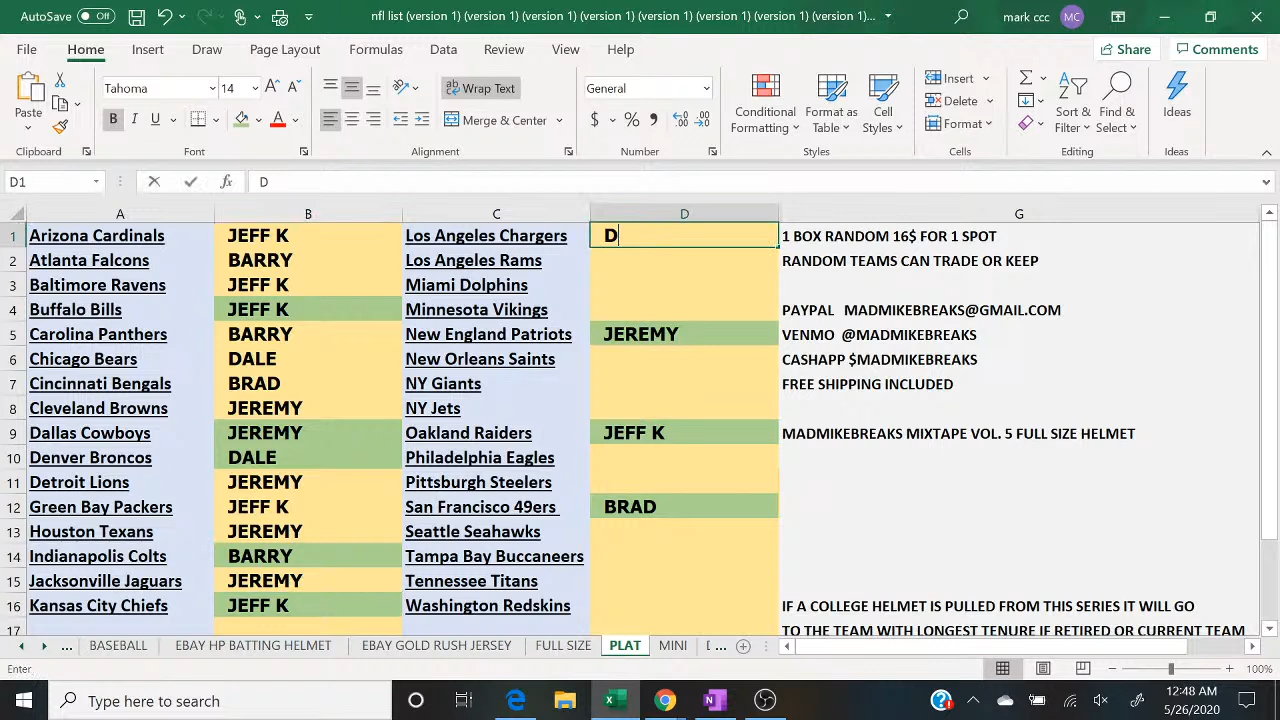 AutoSave Off nfl list (version 1) (version 1) (version 1) (version 1) (version 1) (version 1) (version 1)... mark ccc MC
File Home Insert Draw Page Layout Formulas Data Review View Help Share Comments
Paste Tahoma 14 A A ab Wrap Text General Conditional Formatting Format as Table Cell Styles Insert Delete Format Sort & Filter Find & Select Ideas
B I U A Merge & Center $ % 9
Clipboard Font Alignment Number Styles Cells Editing Ideas
D1 fx D
A B C D G
1 Arizona Cardinals JEFF K Los Angeles Chargers D 1 BOX RANDOM 16$ FOR 1 SPOT
2 Atlanta Falcons BARRY Los Angeles Rams RANDOM TEAMS CAN TRADE OR KEEP
3 Baltimore Ravens JEFF K Miami Dolphins
4 Buffalo Bills JEFF K Minnesota Vikings PAYPAL MADMIKEBREAKS@GMAIL.COM
5 Carolina Panthers BARRY New England Patriots JEREMY VENMO @MADMIKEBREAKS
6 Chicago Bears DALE New Orleans Saints CASHAPP $MADMIKEBREAKS
7 Cincinnati Bengals BRAD NY Giants FREE SHIPPING INCLUDED
8 Cleveland Browns JEREMY NY Jets
9 Dallas Cowboys JEREMY Oakland Raiders JEFF K MADMIKEBREAKS MIXTAPE VOL. 5 FULL SIZE HELMET
10 Denver Broncos DALE Philadelphia Eagles
11 Detroit Lions JEREMY Pittsburgh Steelers
12 Green Bay Packers JEFF K San Francisco 49ers BRAD
13 Houston Texans JEREMY Seattle Seahawks
14 Indianapolis Colts BARRY Tampa Bay Buccaneers
15 Jacksonville Jaguars JEREMY Tennessee Titans
16 Kansas City Chiefs JEFF K Washington Redskins IF A COLLEGE HELMET IS PULLED FROM THIS SERIES IT WILL GO
17 TO THE TEAM WITH LONGEST TENURE IF RETIRED OR CURRENT TEAM
... BASEBALL EBAY HP BATTING HELMET EBAY GOLD RUSH JERSEY FULL SIZE PLAT MINI D ...
Enter 100%
Type here to search 12:48 AM
5/26/2020